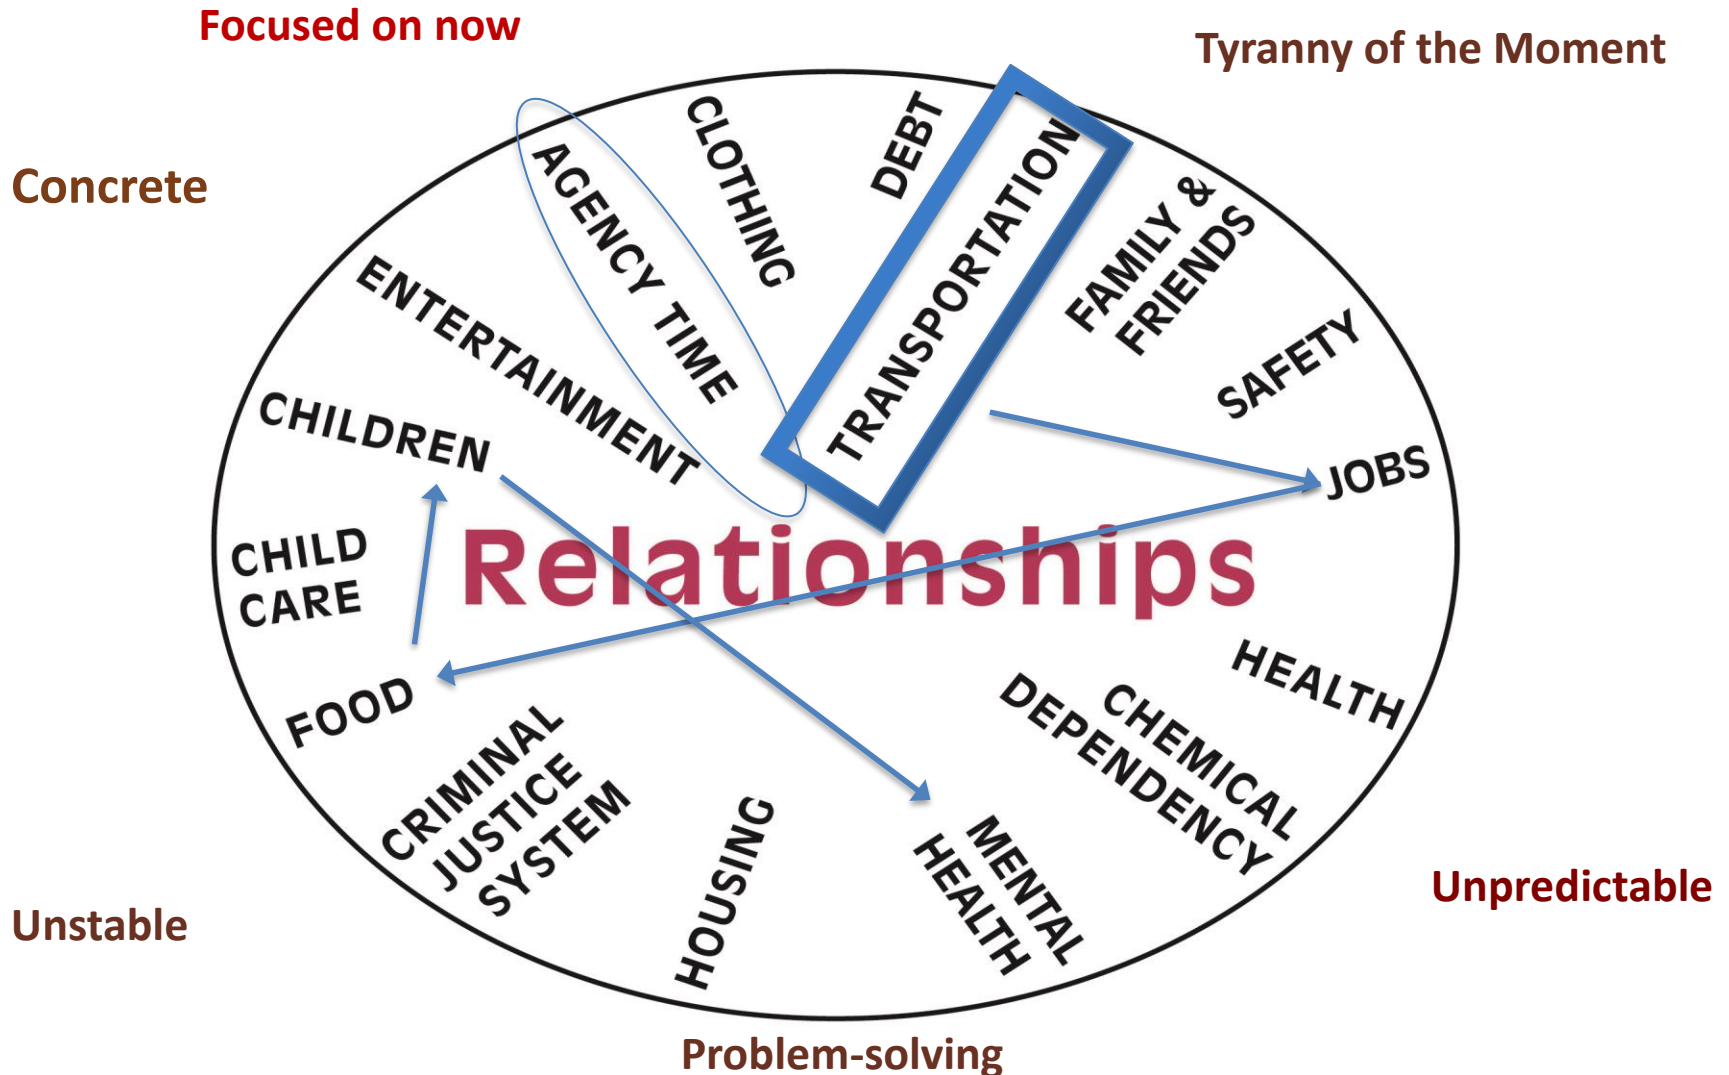 Focused on now
Tyranny of the Moment
Concrete
AGENCY TIME
CLOTHING
DEBT
TRANSPORTATION
FAMILY &
FRIENDS
SAFETY
ENTERTAINMENT
CHILDREN
JOBS
CHILD
CARE
Relationships
HEALTH
FOOD
CRIMINAL
JUSTICE
SYSTEM
HOUSING
MENTAL
HEALTH
CHEMICAL
DEPENDENCY
Unpredictable
Unstable
Problem-solving